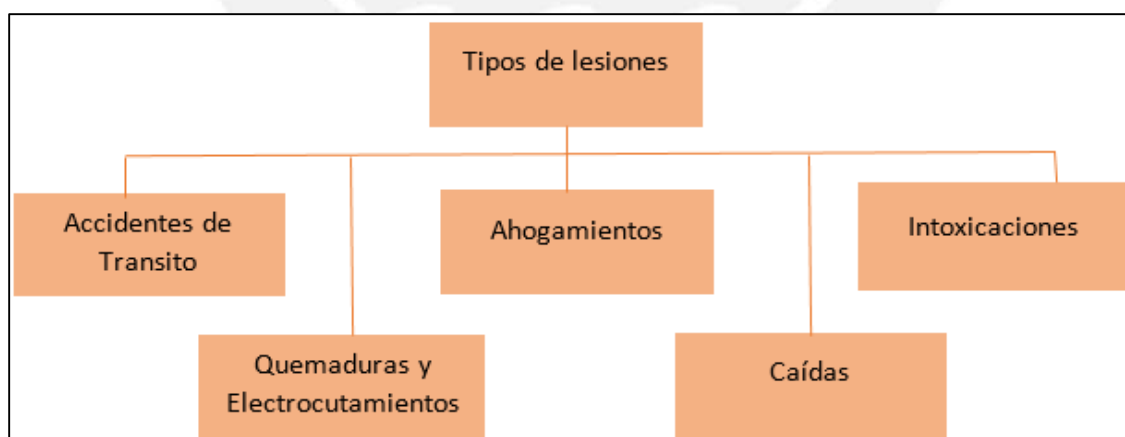 Tipos de lesiones
Accidentes de
Transito
Ahogamientos
Intoxicaciones
Quemaduras y
Electrocutamientos
Caídas